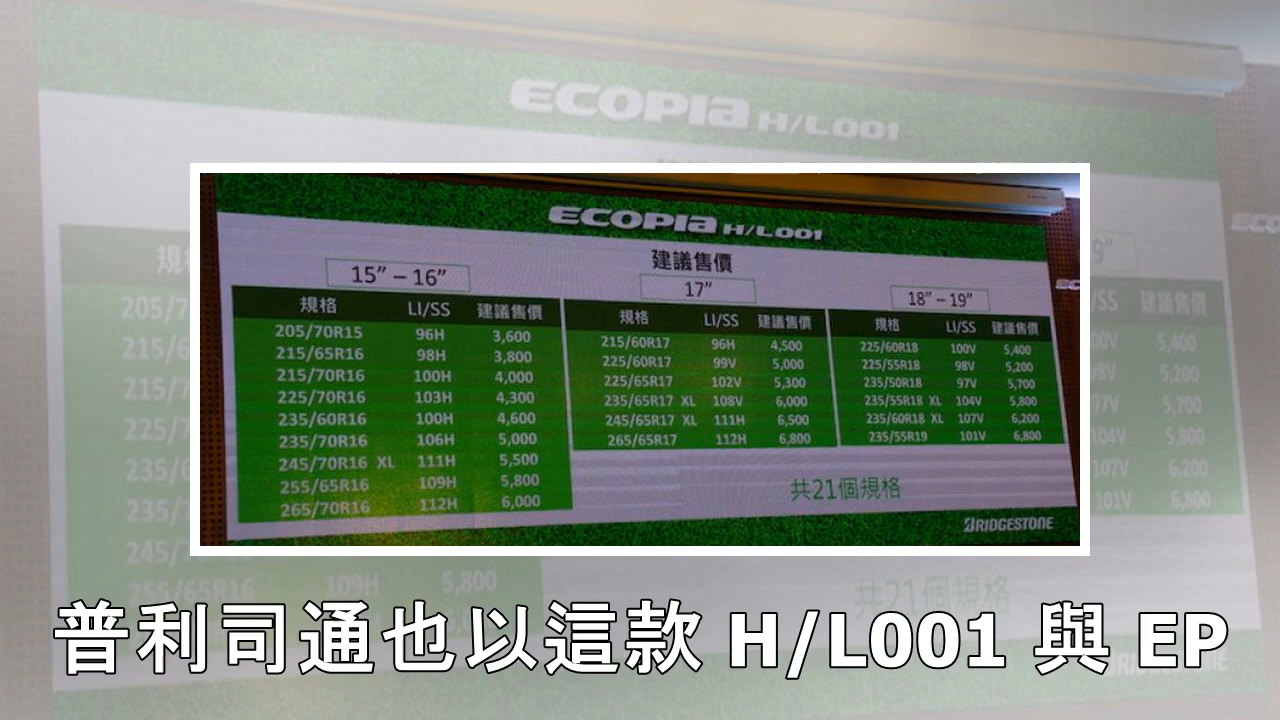 ECOPIA H/L001
建議售價
15” – 16”
規格 LI/SS 建議售價
205/70R15 96H 3,600
215/65R16 98H 3,800
215/70R16 100H 4,000
225/70R16 103H 4,300
235/60R16 100H 4,600
235/70R16 106H 5,000
245/70R16 XL 111H 5,500
255/65R16 109H 5,800
265/70R16 112H 6,000
17”
規格 LI/SS 建議售價
215/60R17 96H 4,500
225/60R17 99V 5,000
225/65R17 102V 5,300
235/65R17 XL 108V 6,000
245/65R17 XL 111H 6,500
265/65R17 112H 6,800
18” – 19”
規格 LI/SS 建議售價
225/60R18 100V 5,400
225/55R18 98V 5,200
235/50R18 97V 5,700
235/55R18 XL 104V 5,800
235/60R18 XL 107V 6,200
235/55R19 101V 6,800
共21個規格
BRIDGESTONE
普利司通也以這款 H/L001 與 EP